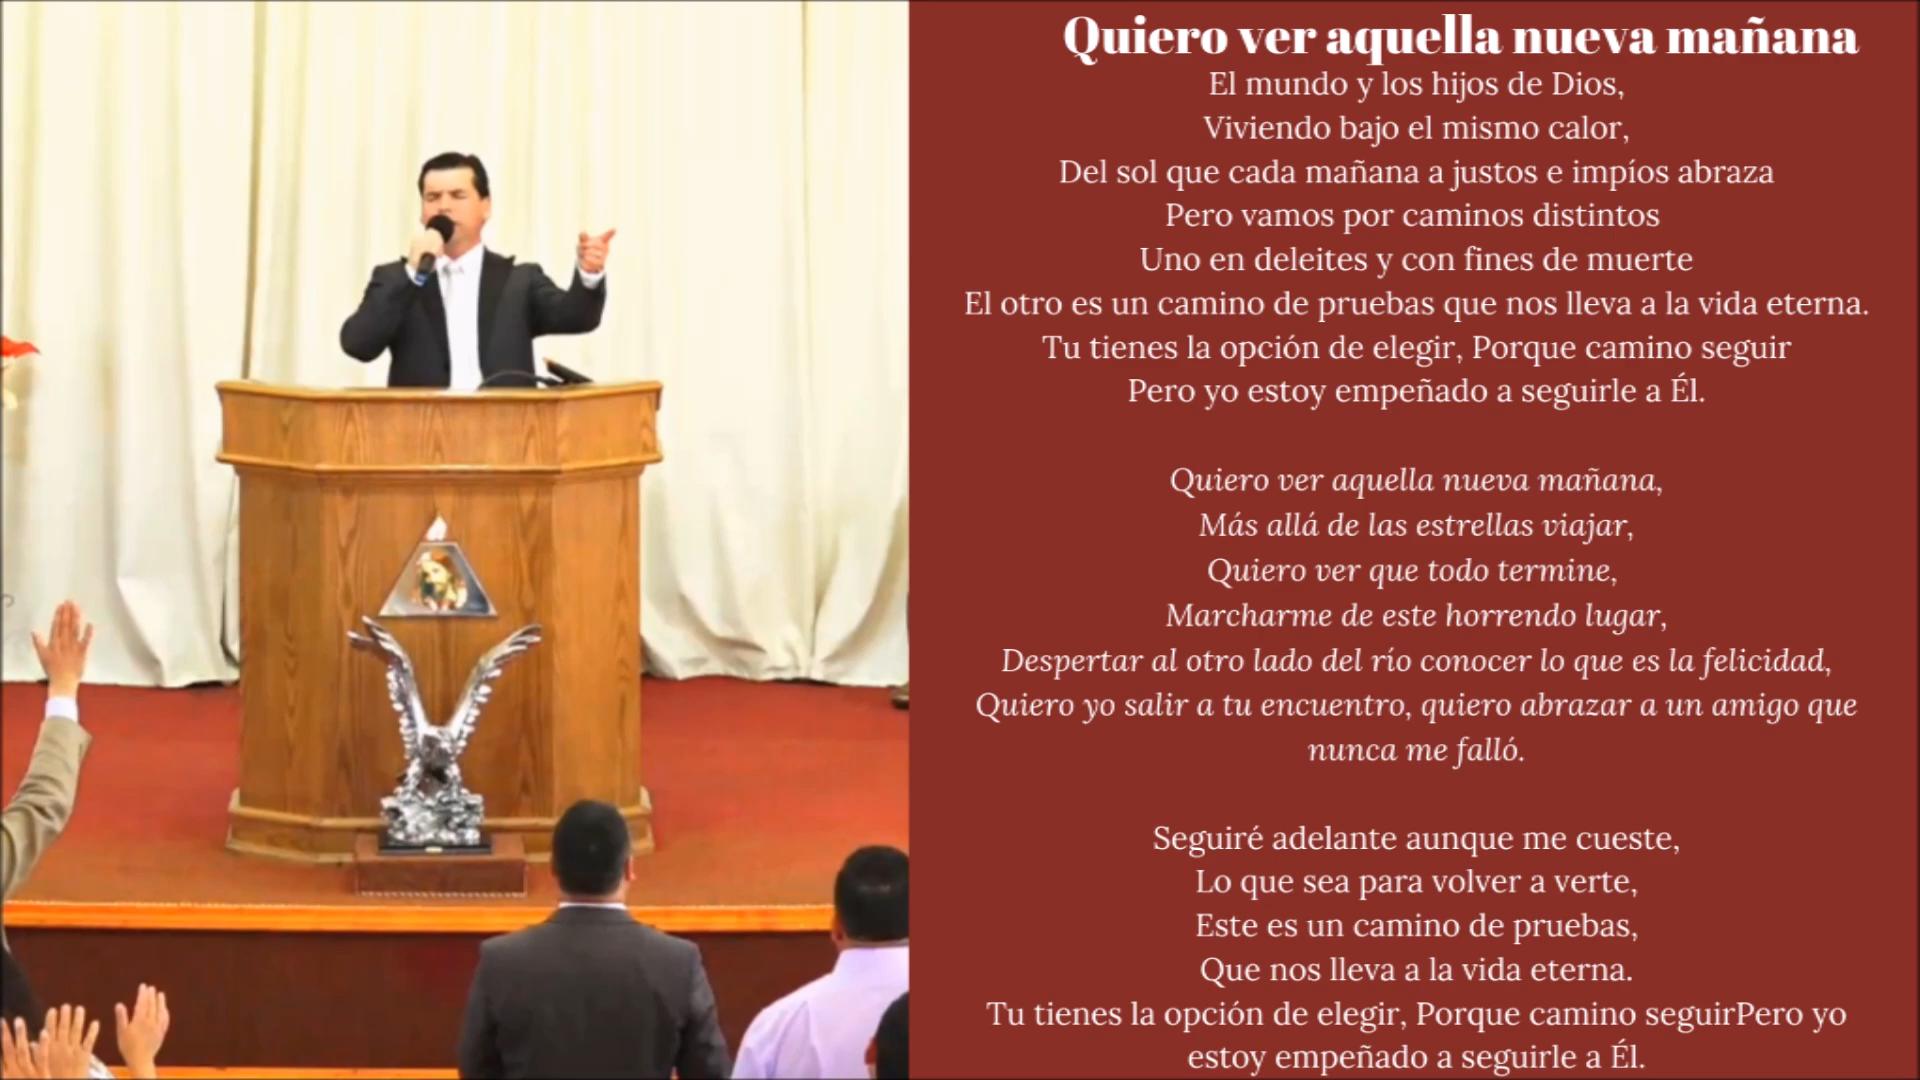 Quiero ver aquella nueva mañana
El mundo y los hijos de Dios,
Viviendo bajo el mismo calor,
Del sol que cada mañana a justos e impíos abraza
Pero vamos por caminos distintos
Uno en deleites y con fines de muerte
El otro es un camino de pruebas que nos lleva a la vida eterna.
Tu tienes la opción de elegir, Porque camino seguir
Pero yo estoy empeñado a seguirle a Él.
Quiero ver aquella nueva mañana,
Más allá de las estrellas viajar,
Quiero ver que todo termine,
Marcharme de este horrendo lugar,
Despertar al otro lado del río conocer lo que es la felicidad,
Quiero yo salir a tu encuentro, quiero abrazar a un amigo que
nunca me falló.
Seguiré adelante aunque me cueste,
Lo que sea para volver a verte,
Este es un camino de pruebas,
Que nos lleva a la vida eterna.
Tu tienes la opción de elegir, Porque camino seguirPero yo
estoy empeñado a seguirle a Él.